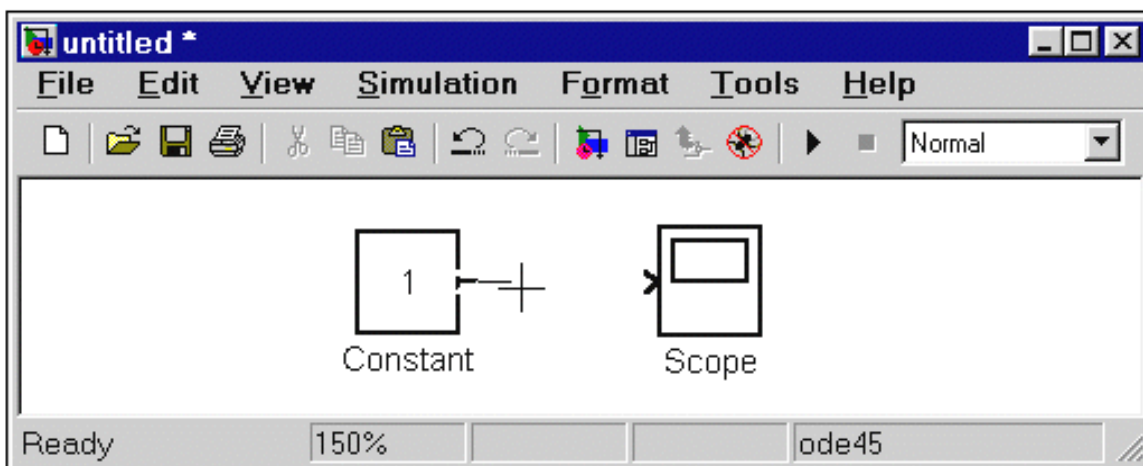 untitled *
File Edit View Simulation Format Tools Help
Normal
1
Constant Scope
Ready 150% ode45